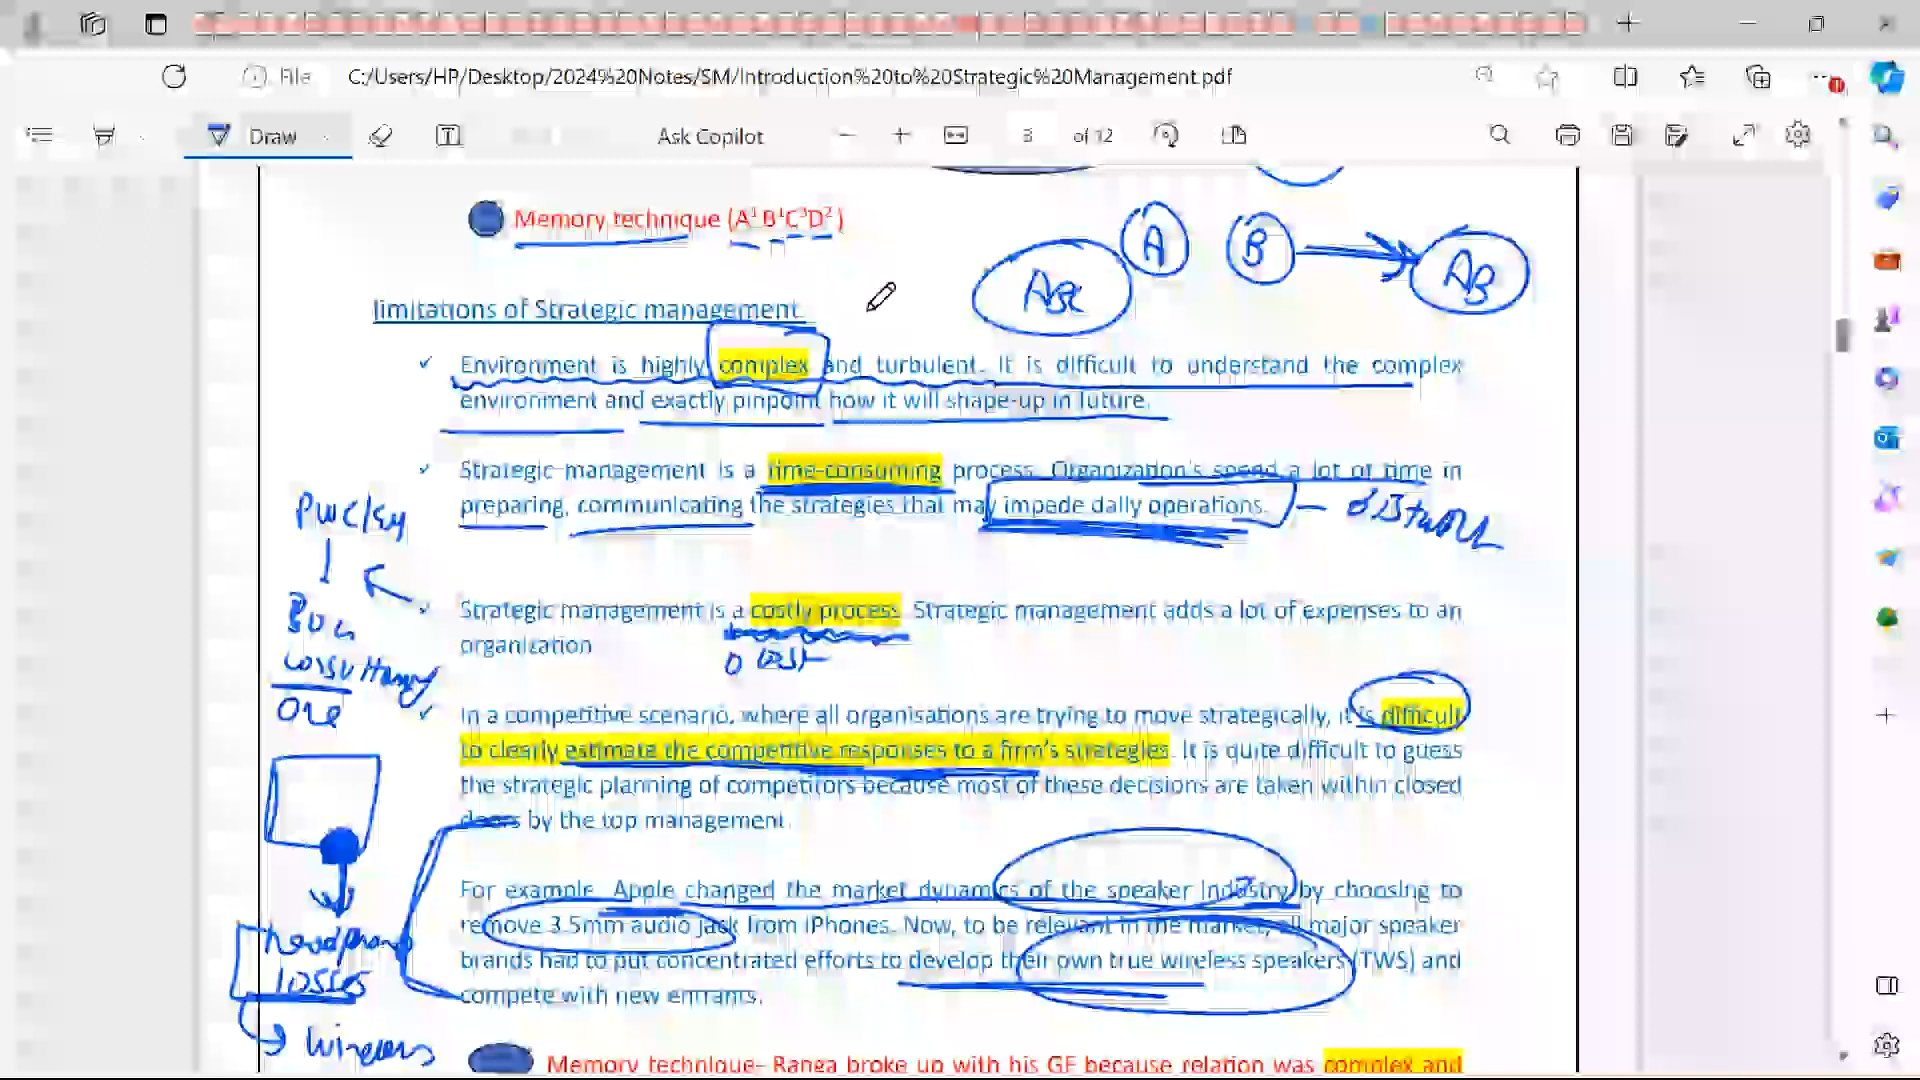 File C:/Users/HP/Desktop/2024%20Notes/SM/Introduction%20to%20Strategic%20Management.pdf
Draw Ask Copilot 3 of 12
Memory technique (A¹B¹C³D²)
A B AB
ABC
limitations of Strategic management
✓ Environment is highly complex and turbulent. It is difficult to understand the complex
environment and exactly pinpoint how it will shape-up in future.
✓ Strategic management is a time-consuming process. Organization's spend a lot of time in
preparing, communicating the strategies that may impede daily operations.
PWC/EY
✓ Strategic management is a costly process. Strategic management adds a lot of expenses to an
organization
consultancy
✓ In a competitive scenario, where all organisations are trying to move strategically, it is difficult
to clearly estimate the competitive responses to a firm's strategies. It is quite difficult to guess
the strategic planning of competitors because most of these decisions are taken within closed
doors by the top management.
For example, Apple changed the market dynamics of the speaker industry by choosing to
remove 3.5mm audio jack from iPhones. Now, to be relevant in the market, all major speaker
brands had to put concentrated efforts to develop their own true wireless speakers (TWS) and
compete with new entrants.
headphone
losses
wireless
Memory technique- Ranga broke up with his GF because relation was complex and